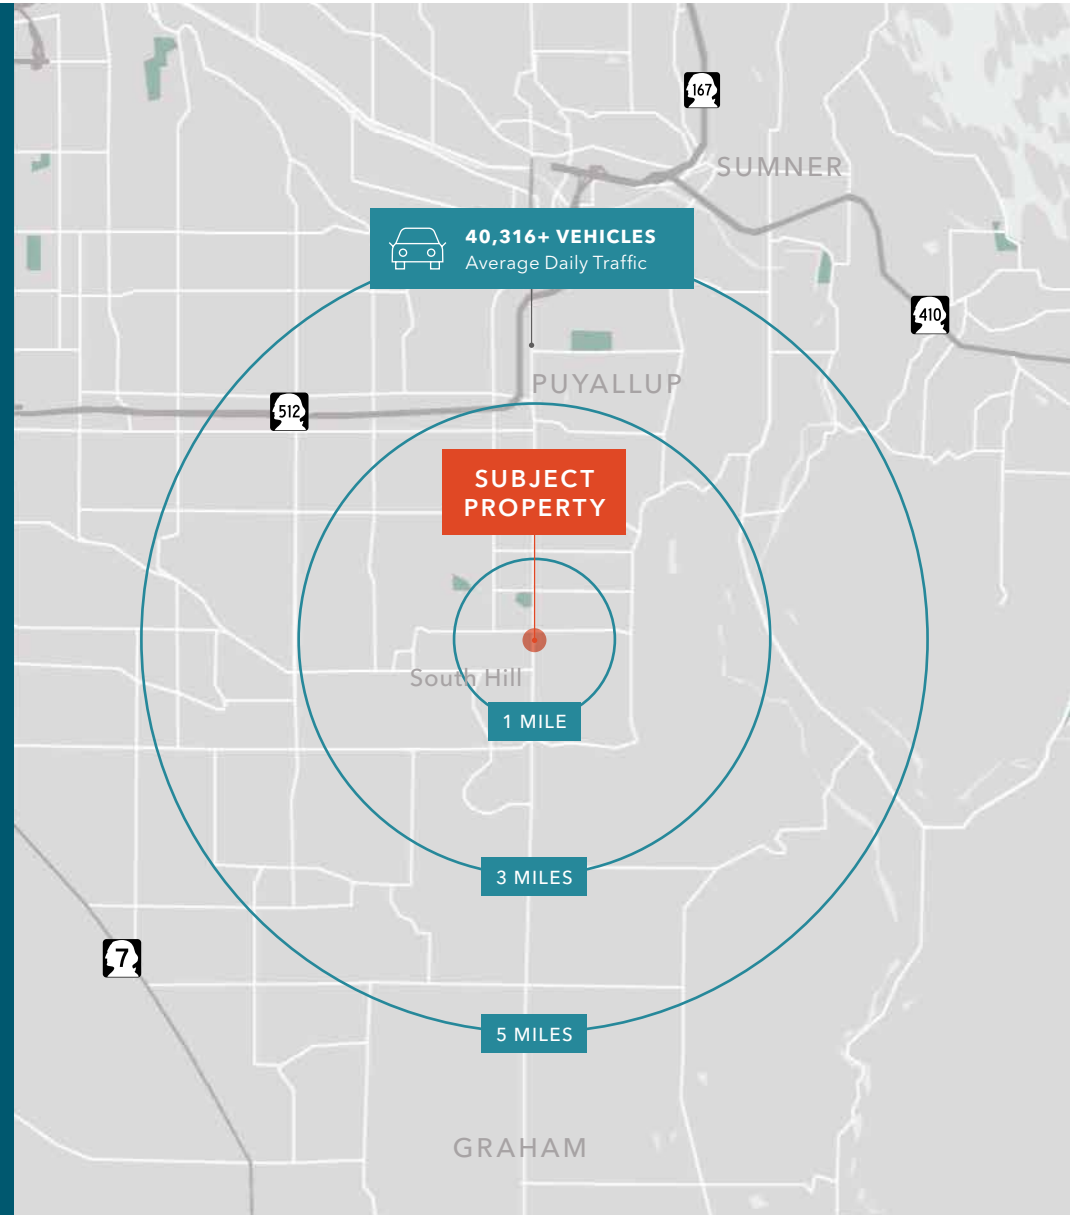 167
SUMNER
40,316+ VEHICLES
Average Daily Traffic
410
PUYALLUP
512
SUBJECT
PROPERTY
South Hill
1 MILE
3 MILES
7
5 MILES
GRAHAM